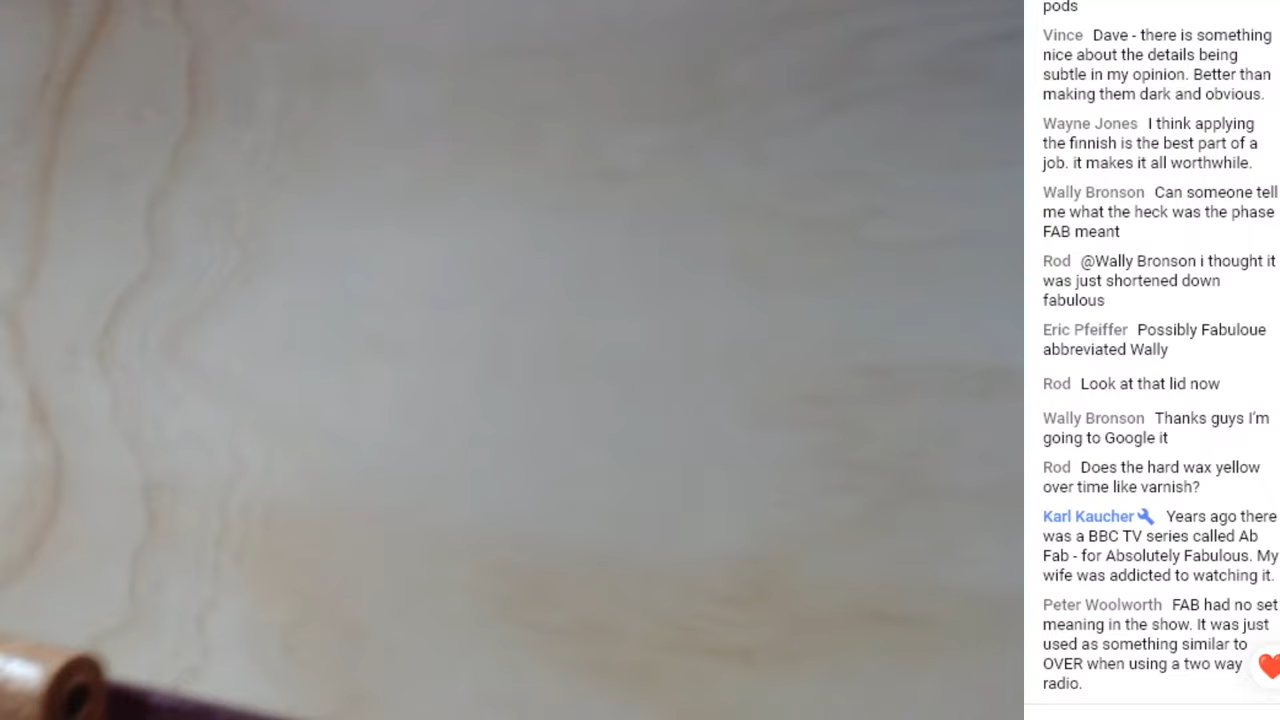 pods
Vince Dave - there is something
nice about the details being
subtle in my opinion. Better than
making them dark and obvious.
Wayne Jones I think applying
the finnish is the best part of a
job. it makes it all worthwhile.
Wally Bronson Can someone tell
me what the heck was the phase
FAB meant
Rod @Wally Bronson i thought it
was just shortened down
fabulous
Eric Pfeiffer Possibly Fabuloue
abbreviated Wally
Rod Look at that lid now
Wally Bronson Thanks guys I'm
going to Google it
Rod Does the hard wax yellow
over time like varnish?
Karl Kaucher Years ago there
was a BBC TV series called Ab
Fab - for Absolutely Fabulous. My
wife was addicted to watching it.
Peter Woolworth FAB had no set
meaning in the show. It was just
used as something similar to
OVER when using a two way
radio.